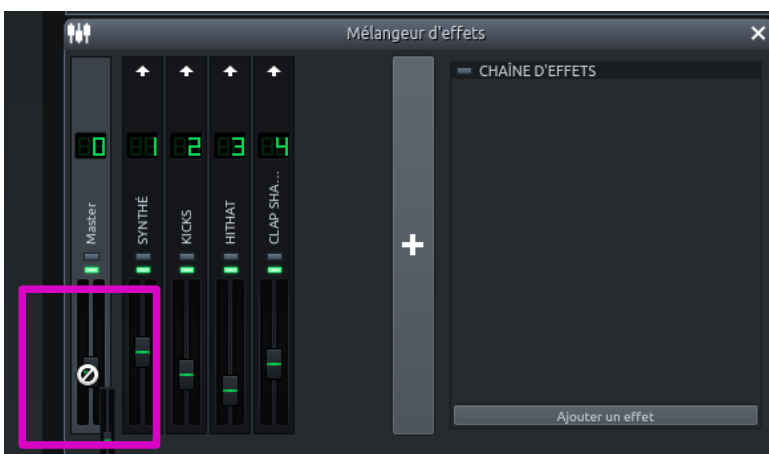 Mélangeur d'effets
CHAÎNE D'EFFETS
0 1 2 3 4
Master
SYNTHÉ
KICKS
HITHAT
CLAP SHA...
Ajouter un effet